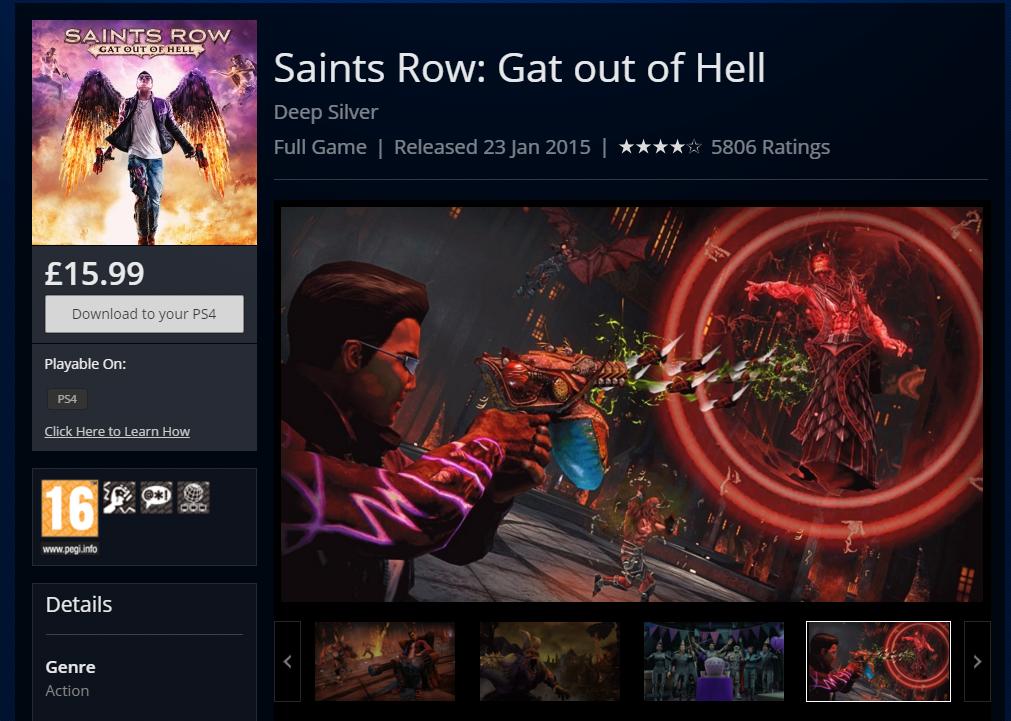 SAINTS ROW
GAT OUT OF HELL
Saints Row: Gat out of Hell
Deep Silver
Full Game | Released 23 Jan 2015 | ★★★★☆ 5806 Ratings
£15.99
Download to your PS4
Playable On:
PS4
Click Here to Learn How
16
@*!
www.pegi.info
Details
Genre
Action